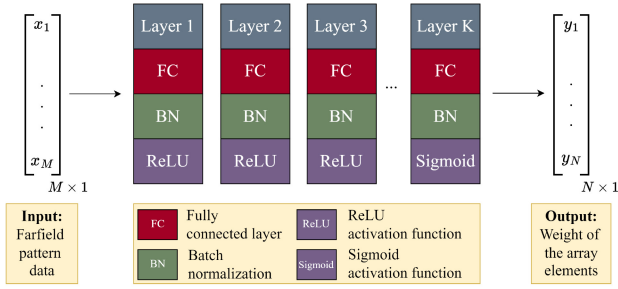 x1
.
.
.
xM
M × 1
Layer 1
FC
BN
ReLU
Layer 2
FC
BN
ReLU
Layer 3
FC
BN
ReLU
...
Layer K
FC
BN
Sigmoid
y1
.
.
.
yN
N × 1
Input:
Farfield
pattern
data
FC
Fully
connected layer
BN
Batch
normalization
ReLU
ReLU
activation function
Sigmoid
Sigmoid
activation function
Output:
Weight of
the array
elements